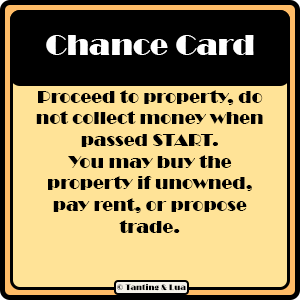 Chance Card
Proceed to property, do
not collect money when
passed START.
You may buy the
property if unowned,
pay rent, or propose
trade.
© Tanting & Lua